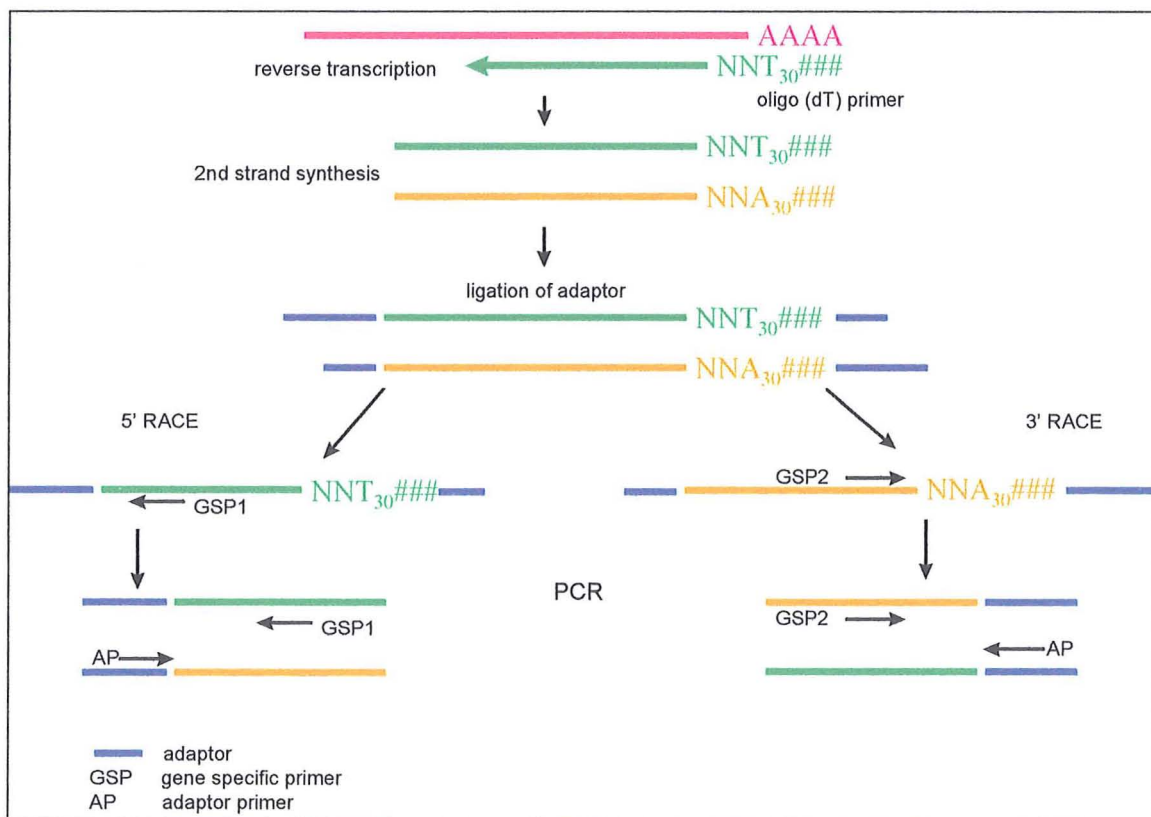 AAAA
reverse transcription
NNT30###
oligo (dT) primer
NNT30###
2nd strand synthesis
NNA30###
ligation of adaptor
NNT30###
NNA30###
5' RACE
3' RACE
GSP2
NNT30###
GSP1
NNA30###
PCR
GSP1
GSP2
AP
AP
adaptor
GSP gene specific primer
AP adaptor primer